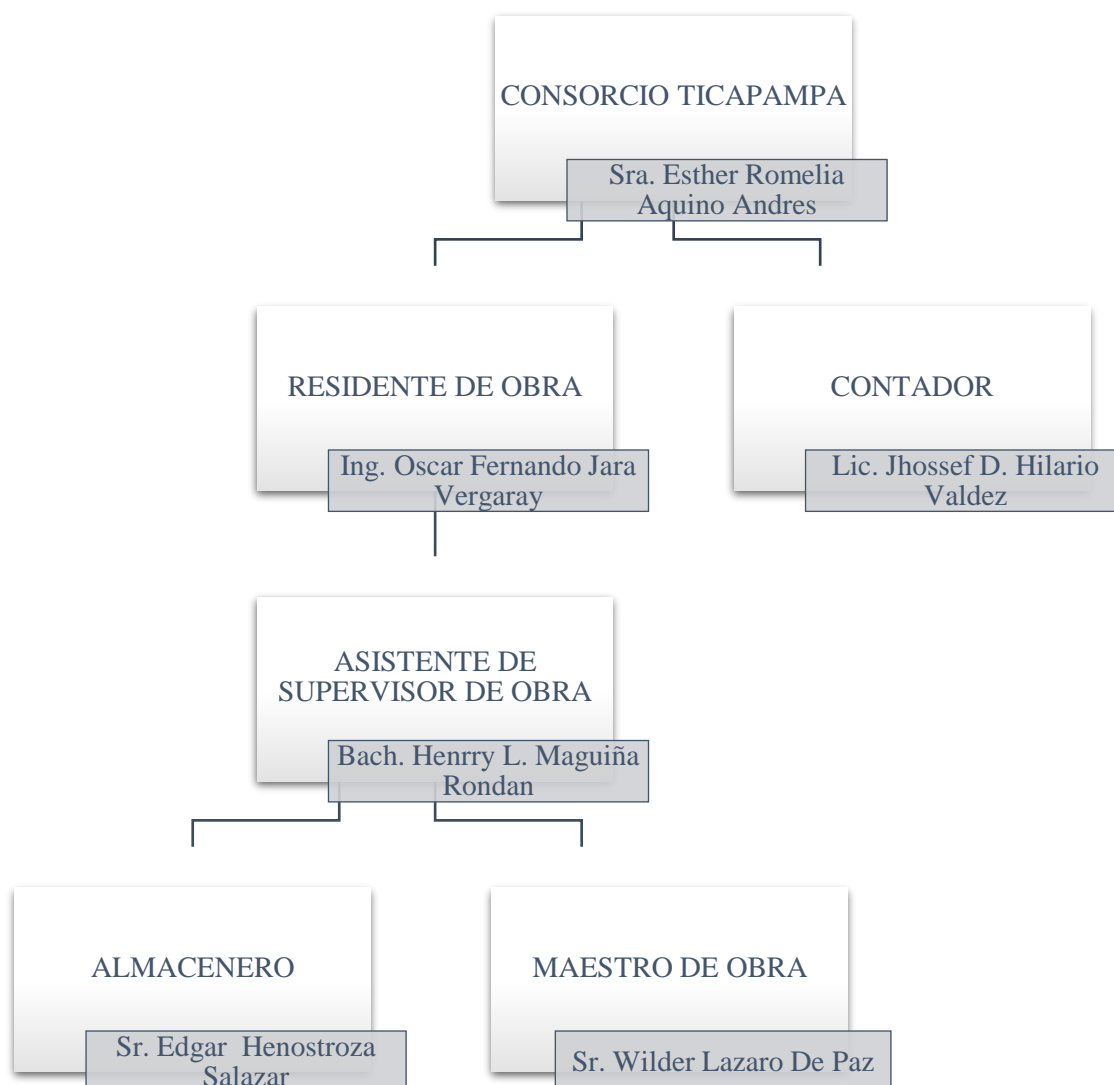 CONSORCIO TICAPAMPA
Sra. Esther Romelia
Aquino Andres
RESIDENTE DE OBRA
Ing. Oscar Fernando Jara
Vergaray
CONTADOR
Lic. Jhossef D. Hilario
Valdez
ASISTENTE DE
SUPERVISOR DE OBRA
Bach. Henrry L. Maguiña
Rondan
ALMACENERO
Sr. Edgar Henostroza
Salazar
MAESTRO DE OBRA
Sr. Wilder Lazaro De Paz